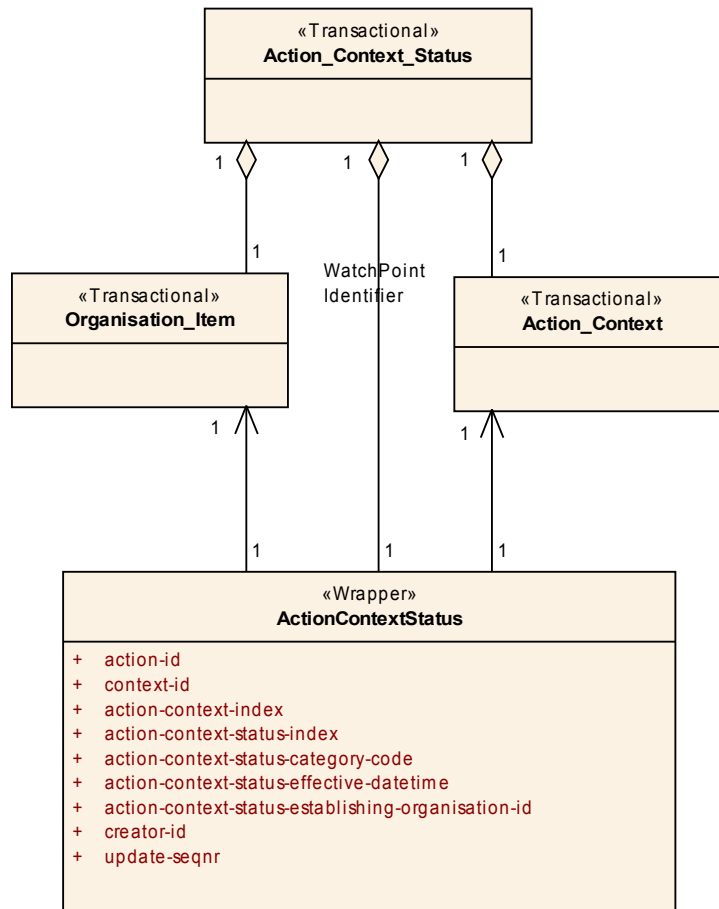 «Transactional»
Action_Context_Status
1
1
1
1
1
WatchPoint
Identifier
«Transactional»
Organisation_Item
«Transactional»
Action_Context
1
1
1
1
1
«Wrapper»
ActionContextStatus
+ action-id
+ context-id
+ action-context-index
+ action-context-status-index
+ action-context-status-category-code
+ action-context-status-effective-datetime
+ action-context-status-establishing-organisation-id
+ creator-id
+ update-seqnr